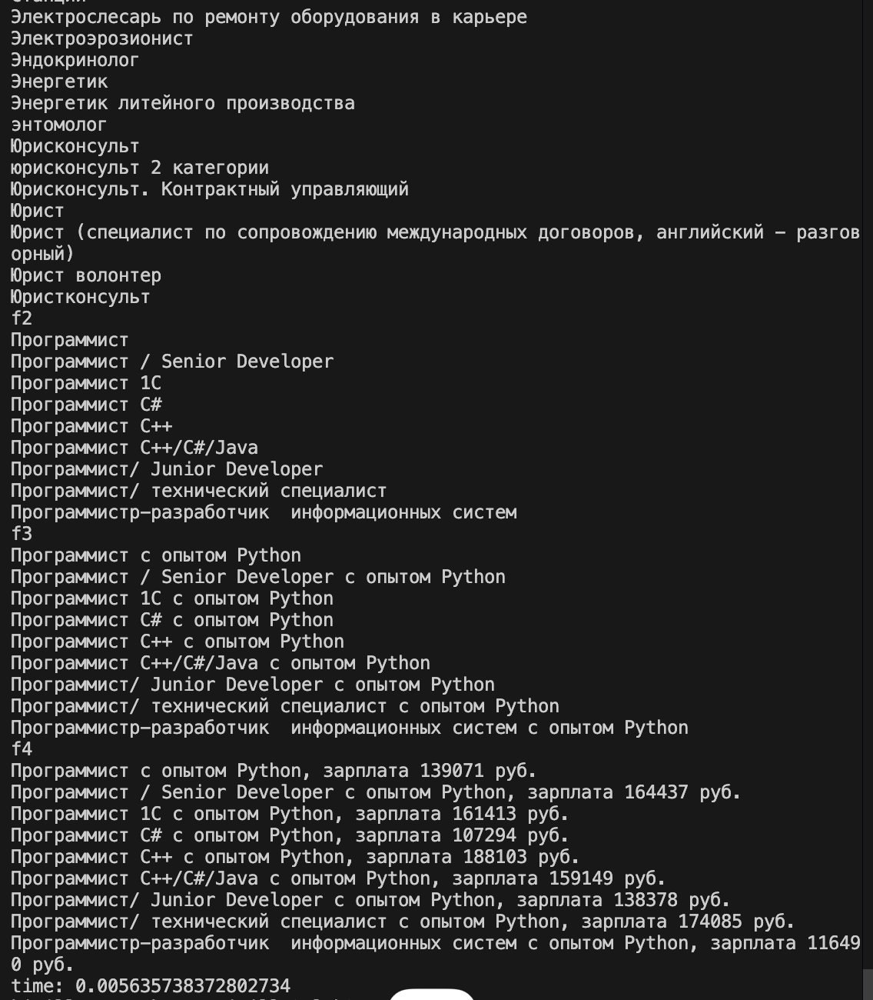 Электрослесарь по ремонту оборудования в карьере
Электроэрозионист
Эндокринолог
Энергетик
Энергетик литейного производства
энтомолог
Юрисконсульт
юрисконсульт 2 категории
Юрисконсульт. Контрактный управляющий
Юрист
Юрист (специалист по сопровождению международных договоров, английский – разгов
орный)
Юрист волонтер
Юристконсульт
f2
Программист
Программист / Senior Developer
Программист 1C
Программист C#
Программист C++
Программист C++/C#/Java
Программист/ Junior Developer
Программист/ технический специалист
Программистр-разработчик  информационных систем
f3
Программист с опытом Python
Программист / Senior Developer с опытом Python
Программист 1C с опытом Python
Программист C# с опытом Python
Программист C++ с опытом Python
Программист C++/C#/Java с опытом Python
Программист/ Junior Developer с опытом Python
Программист/ технический специалист с опытом Python
Программистр-разработчик  информационных систем с опытом Python
f4
Программист с опытом Python, зарплата 139071 руб.
Программист / Senior Developer с опытом Python, зарплата 164437 руб.
Программист 1C с опытом Python, зарплата 161413 руб.
Программист C# с опытом Python, зарплата 107294 руб.
Программист C++ с опытом Python, зарплата 188103 руб.
Программист C++/C#/Java с опытом Python, зарплата 159149 руб.
Программист/ Junior Developer с опытом Python, зарплата 138378 руб.
Программист/ технический специалист с опытом Python, зарплата 174085 руб.
Программистр-разработчик  информационных систем с опытом Python, зарплата 11649
0 руб.
time: 0.005635738372802734